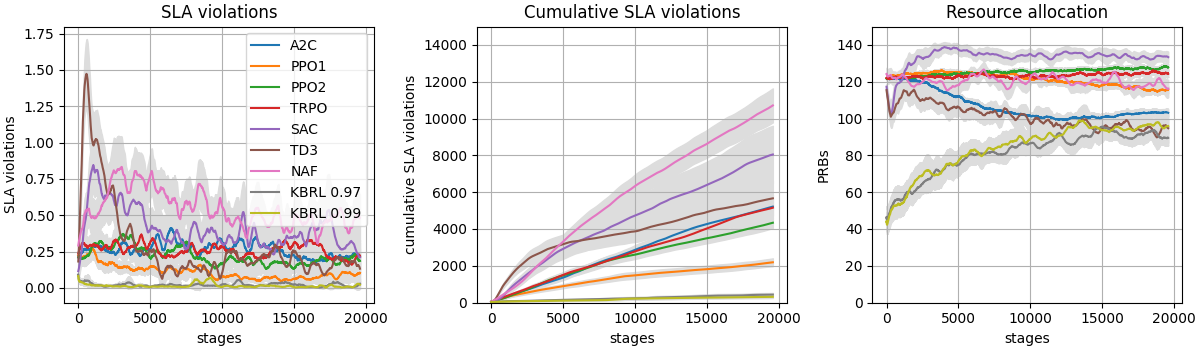 SLA violations
SLA violations
1.75
1.50
1.25
1.00
0.75
0.50
0.25
0.00
0
5000
10000
15000
20000
stages
A2C
PPO1
PPO2
TRPO
SAC
TD3
NAF
KBRL 0.97
KBRL 0.99
Cumulative SLA violations
cumulative SLA violations
14000
12000
10000
8000
6000
4000
2000
0
0
5000
10000
15000
20000
stages
Resource allocation
PRBs
140
120
100
80
60
40
20
0
0
5000
10000
15000
20000
stages